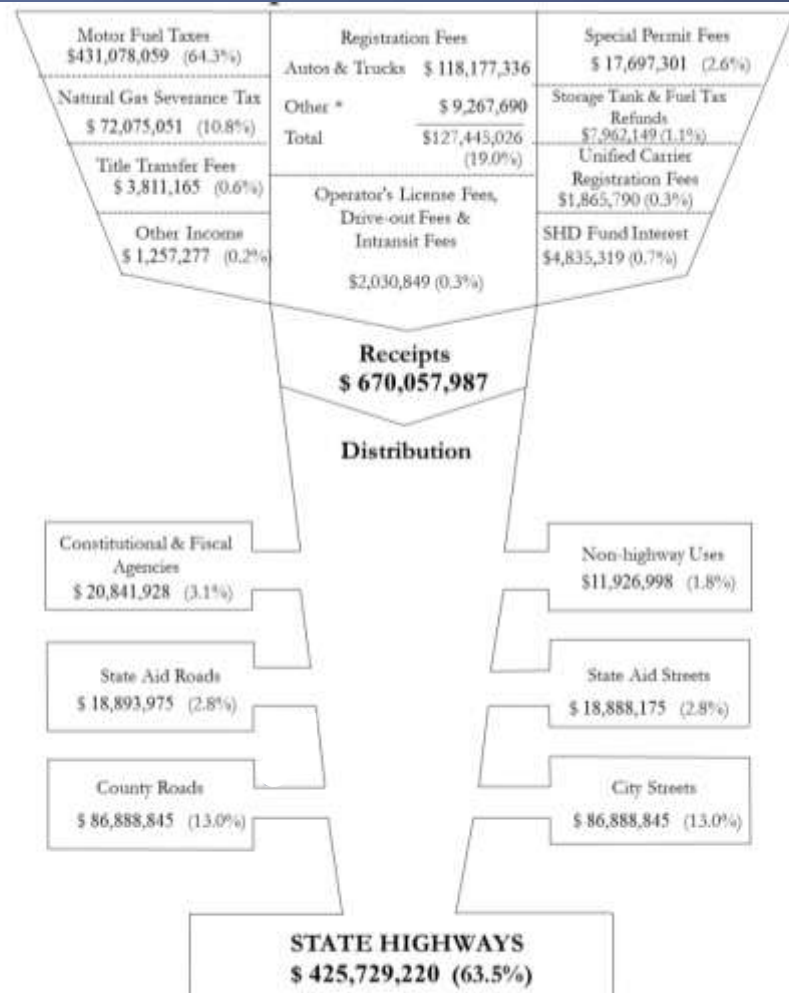 Motor Fuel Taxes
$431,078,059 (64.3%)
Natural Gas Severance Tax
$ 72,075,051 (10.8%)
Title Transfer Fees
$ 3,811,165 (0.6%)
Other Income
$ 1,257,277 (0.2%)
Registration Fees
Autos & Trucks $ 118,177,336
Other * $ 9,267,690
Total $127,445,026
(19.0%)
Operator's License Fees,
Drive-out Fees &
Intransit Fees
$2,030,849 (0.3%)
Special Permit Fees
$ 17,697,301 (2.6%)
Storage Tank & Fuel Tax
Refunds
$7,962,149 (1.1%)
Unified Carrier
Registration Fees
$1,865,790 (0.3%)
SHD Fund Interest
$4,835,319 (0.7%)
Receipts
$ 670,057,987
Distribution
Constitutional & Fiscal
Agencies
$ 20,841,928 (3.1%)
Non-highway Uses
$11,926,998 (1.8%)
State Aid Roads
$ 18,893,975 (2.8%)
State Aid Streets
$ 18,888,175 (2.8%)
County Roads
$ 86,888,845 (13.0%)
City Streets
$ 86,888,845 (13.0%)
STATE HIGHWAYS
$ 425,729,220 (63.5%)